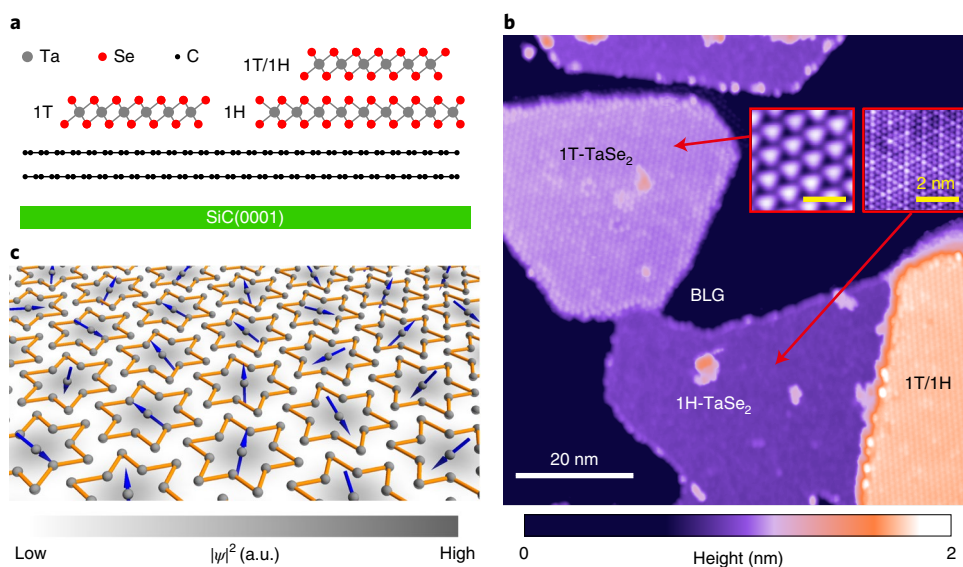 a
Ta Se C
1T/1H
1T 1H
SiC(0001)
c
Low |ψ|² (a.u.) High
b
1T-TaSe₂
2 nm
BLG
1T/1H
1H-TaSe₂
20 nm
0 Height (nm) 2